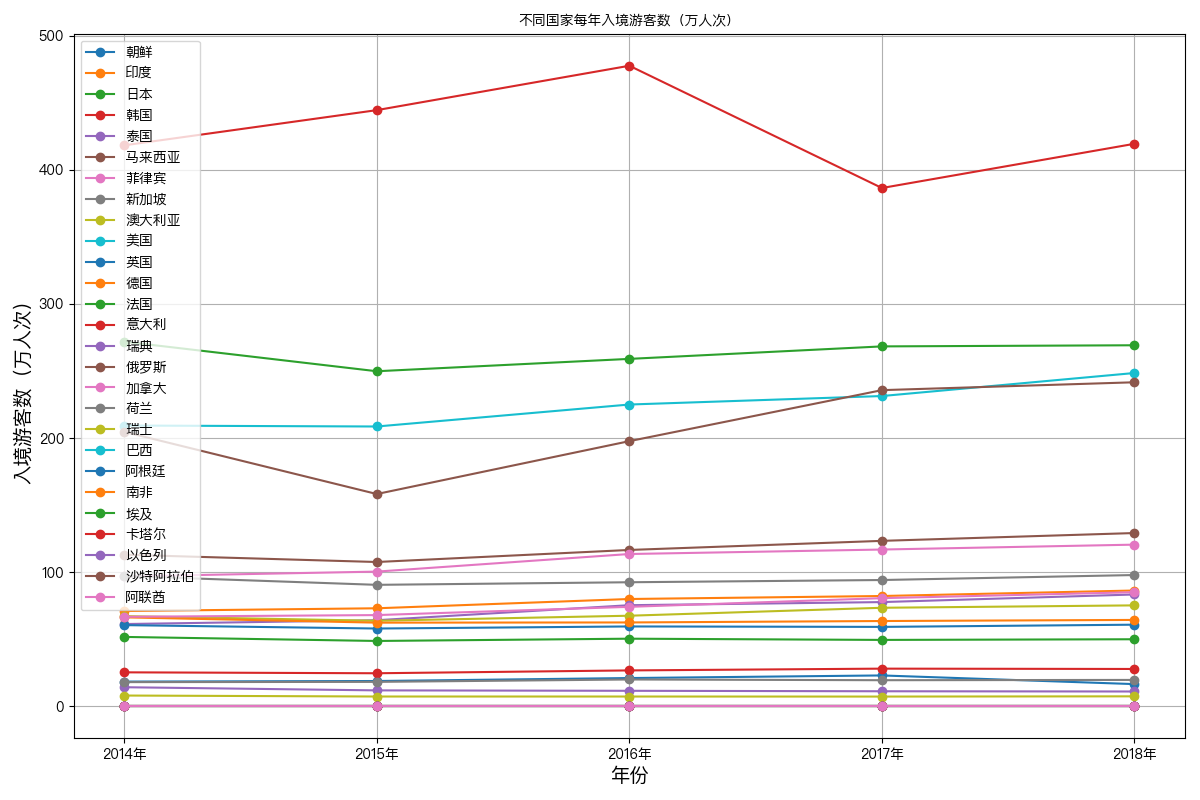 不同国家每年入境游客数（万人次）
500
400
300
200
100
0
入境游客数（万人次）
朝鲜
印度
日本
韩国
泰国
马来西亚
菲律宾
新加坡
澳大利亚
美国
英国
德国
法国
意大利
瑞典
俄罗斯
加拿大
荷兰
瑞士
巴西
阿根廷
南非
埃及
卡塔尔
以色列
沙特阿拉伯
阿联酋
2014年 2015年 2016年 2017年 2018年
年份